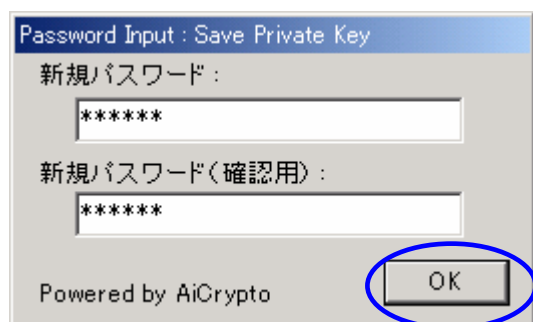 Password Input : Save Private Key
新規パスワード :
******
新規パスワード(確認用) :
******
Powered by AiCrypto
OK